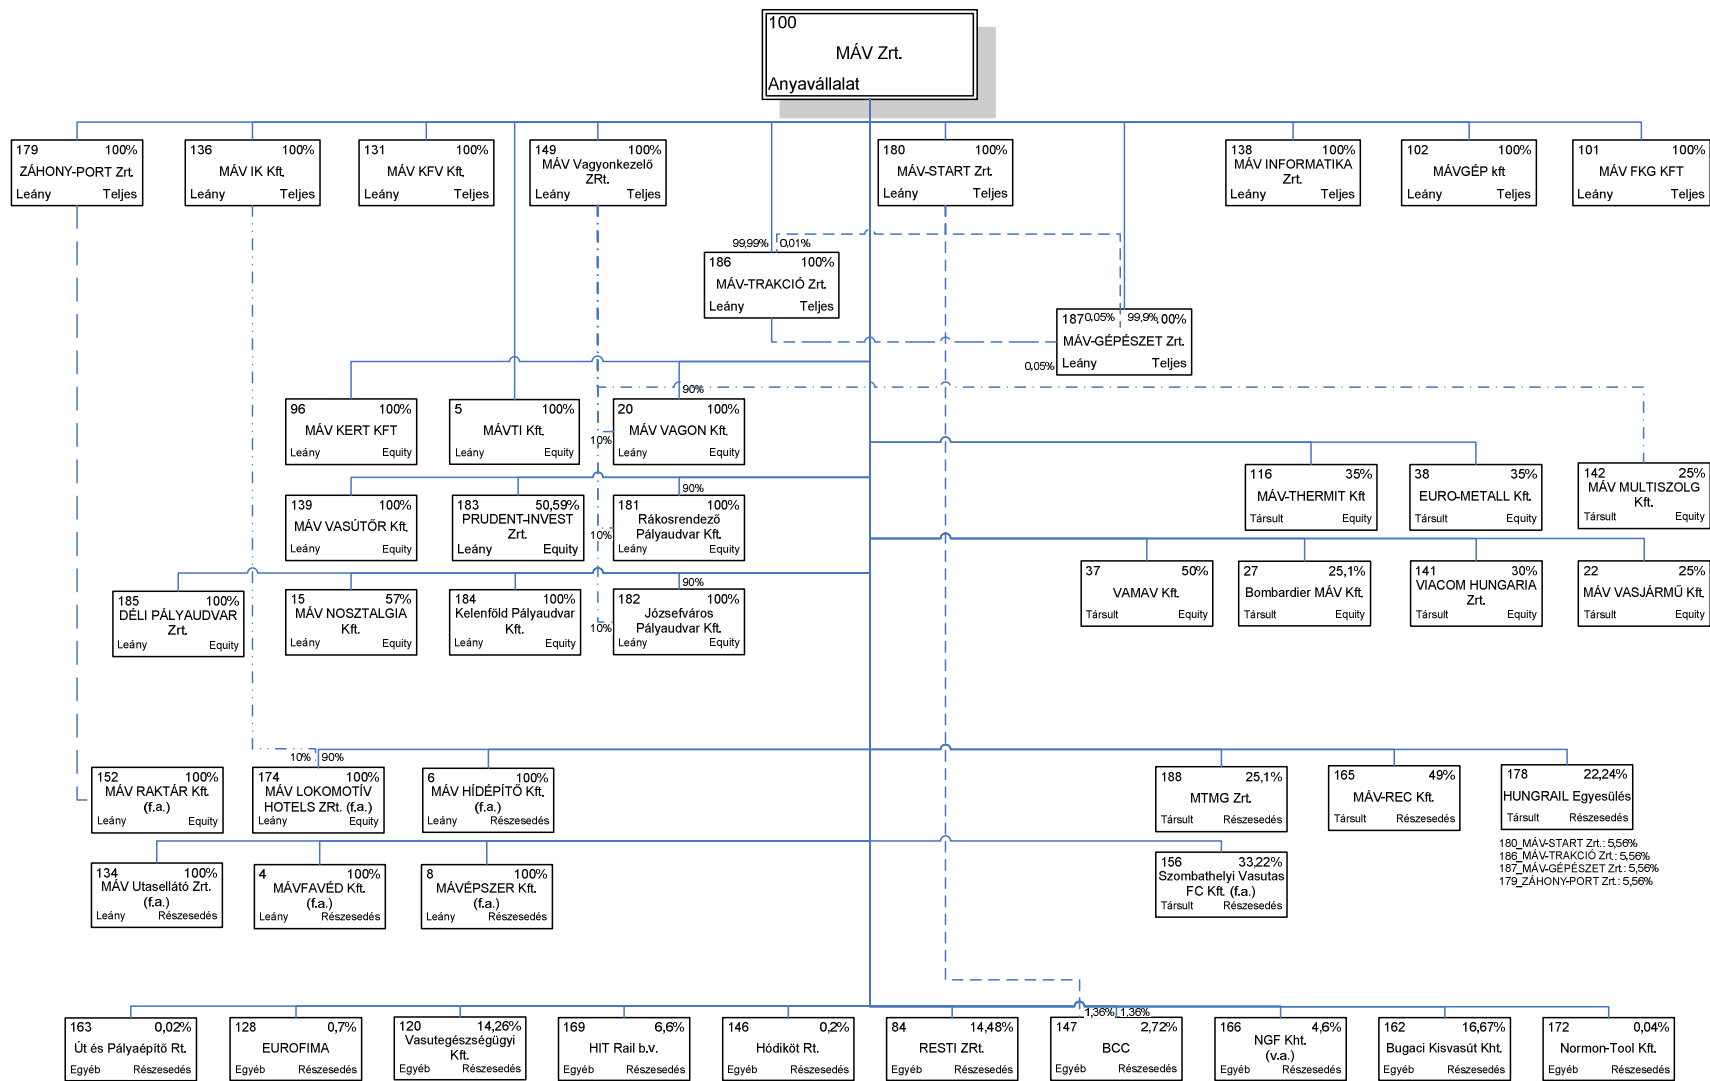 100
MÁV Zrt.
Anyavállalat
179 100%
ZÁHONY-PORT Zrt.
Leány Teljes
136 100%
MÁV IK Kft.
Leány Teljes
131 100%
MÁV KFV Kft.
Leány Teljes
149 100%
MÁV Vagyonkezelő
ZRt.
Leány Teljes
180 100%
MÁV-START Zrt.
Leány Teljes
138 100%
MÁV INFORMATIKA
Zrt.
Leány Teljes
102 100%
MÁVGÉP kft
Leány Teljes
101 100%
MÁV FKG KFT
Leány Teljes
99,99% 0,01%
186 100%
MÁV-TRAKCIÓ Zrt.
Leány Teljes
187 0,05% 99,9% 00%
MÁV-GÉPÉSZET Zrt.
0,05%
Leány Teljes
90%
96 100%
MÁV KERT KFT
Leány Equity
5 100%
MÁVTI Kft.
Leány Equity
20 100%
MÁV VAGON Kft.
10%
Leány Equity
116 35%
MÁV-THERMIT Kft
Társult Equity
38 35%
EURO-METALL Kft.
Társult Equity
142 25%
MÁV MULTISZOLG
Kft.
Társult Equity
90%
139 100%
MÁV VASÚTŐR Kft.
Leány Equity
183 50,59%
PRUDENT-INVEST
Zrt.
Leány Equity
181 100%
Rákosrendező
Pályaudvar Kft.
10%
Leány Equity
37 50%
VAMAV Kft.
Társult Equity
27 25,1%
Bombardier MÁV Kft.
Társult Equity
141 30%
VIACOM HUNGARIA
Zrt.
Társult Equity
22 25%
MÁV VASJÁRMŰ Kft.
Társult Equity
90%
185 100%
DÉLI PÁLYAUDVAR
Zrt.
Leány Equity
15 57%
MÁV NOSZTALGIA
Kft.
Leány Equity
184 100%
Kelenföld Pályaudvar
Kft.
Leány Equity
182 100%
Józsefváros
Pályaudvar Kft.
10%
Leány Equity
10% 90%
152 100%
MÁV RAKTÁR Kft.
(f.a.)
Leány Equity
174 100%
MÁV LOKOMOTÍV
HOTELS ZRt. (f.a.)
Leány Equity
6 100%
MÁV HÍDÉPÍTŐ Kft.
(f.a.)
Leány Részesedés
188 25,1%
MTMG Zrt.
Társult Részesedés
165 49%
MÁV-REC Kft.
Társult Részesedés
178 22,24%
HUNGRAIL Egyesülés
Társult Részesedés
180_MÁV-START Zrt.: 5,56%
186_MÁV-TRAKCIÓ Zrt.: 5,56%
187_MÁV-GÉPÉSZET Zrt.: 5,56%
179_ZÁHONY-PORT Zrt.: 5,56%
134 100%
MÁV Utasellátó Zrt.
(f.a.)
Leány Részesedés
4 100%
MÁVFAVÉD Kft.
(f.a.)
Leány Részesedés
8 100%
MÁVÉPSZER Kft.
(f.a.)
Leány Részesedés
156 33,22%
Szombathelyi Vasutas
FC Kft. (f.a.)
Társult Részesedés
1,36% 1,36%
163 0,02%
Út és Pályaépítő Rt.
Egyéb Részesedés
128 0,7%
EUROFIMA
Egyéb Részesedés
120 14,26%
Vasutegészségügyi
Kft.
Egyéb Részesedés
169 6,6%
HIT Rail b.v.
Egyéb Részesedés
146 0,2%
Hódiköt Rt.
Egyéb Részesedés
84 14,48%
RESTI ZRt.
Egyéb Részesedés
147 2,72%
BCC
Egyéb Részesedés
166 4,6%
NGF Kht.
(v.a.)
Egyéb Részesedés
162 16,67%
Bugaci Kisvasút Kht.
Egyéb Részesedés
172 0,04%
Normon-Tool Kft.
Egyéb Részesedés